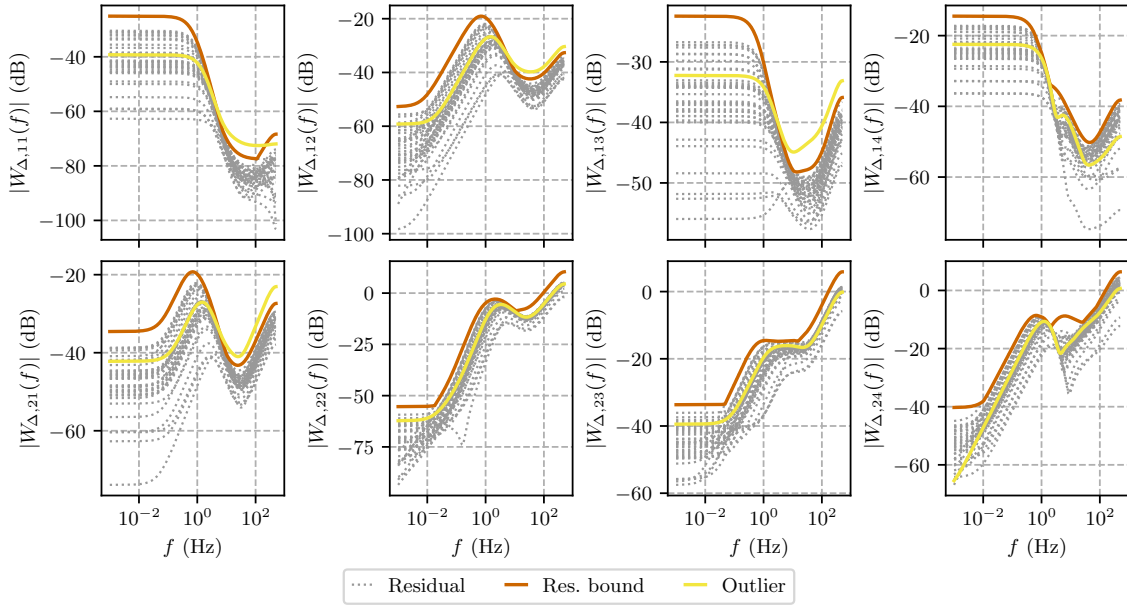 |W_{Δ,11}(f)| (dB)
−40
−60
−80
−100
|W_{Δ,12}(f)| (dB)
−20
−40
−60
−80
−100
|W_{Δ,13}(f)| (dB)
−30
−40
−50
|W_{Δ,14}(f)| (dB)
−20
−40
−60
|W_{Δ,21}(f)| (dB)
−20
−40
−60
10^{−2} 10^{0} 10^{2}
f (Hz)
|W_{Δ,22}(f)| (dB)
0
−25
−50
−75
10^{−2} 10^{0} 10^{2}
f (Hz)
|W_{Δ,23}(f)| (dB)
0
−20
−40
−60
10^{−2} 10^{0} 10^{2}
f (Hz)
|W_{Δ,24}(f)| (dB)
0
−20
−40
−60
10^{−2} 10^{0} 10^{2}
f (Hz)
Residual Res. bound Outlier